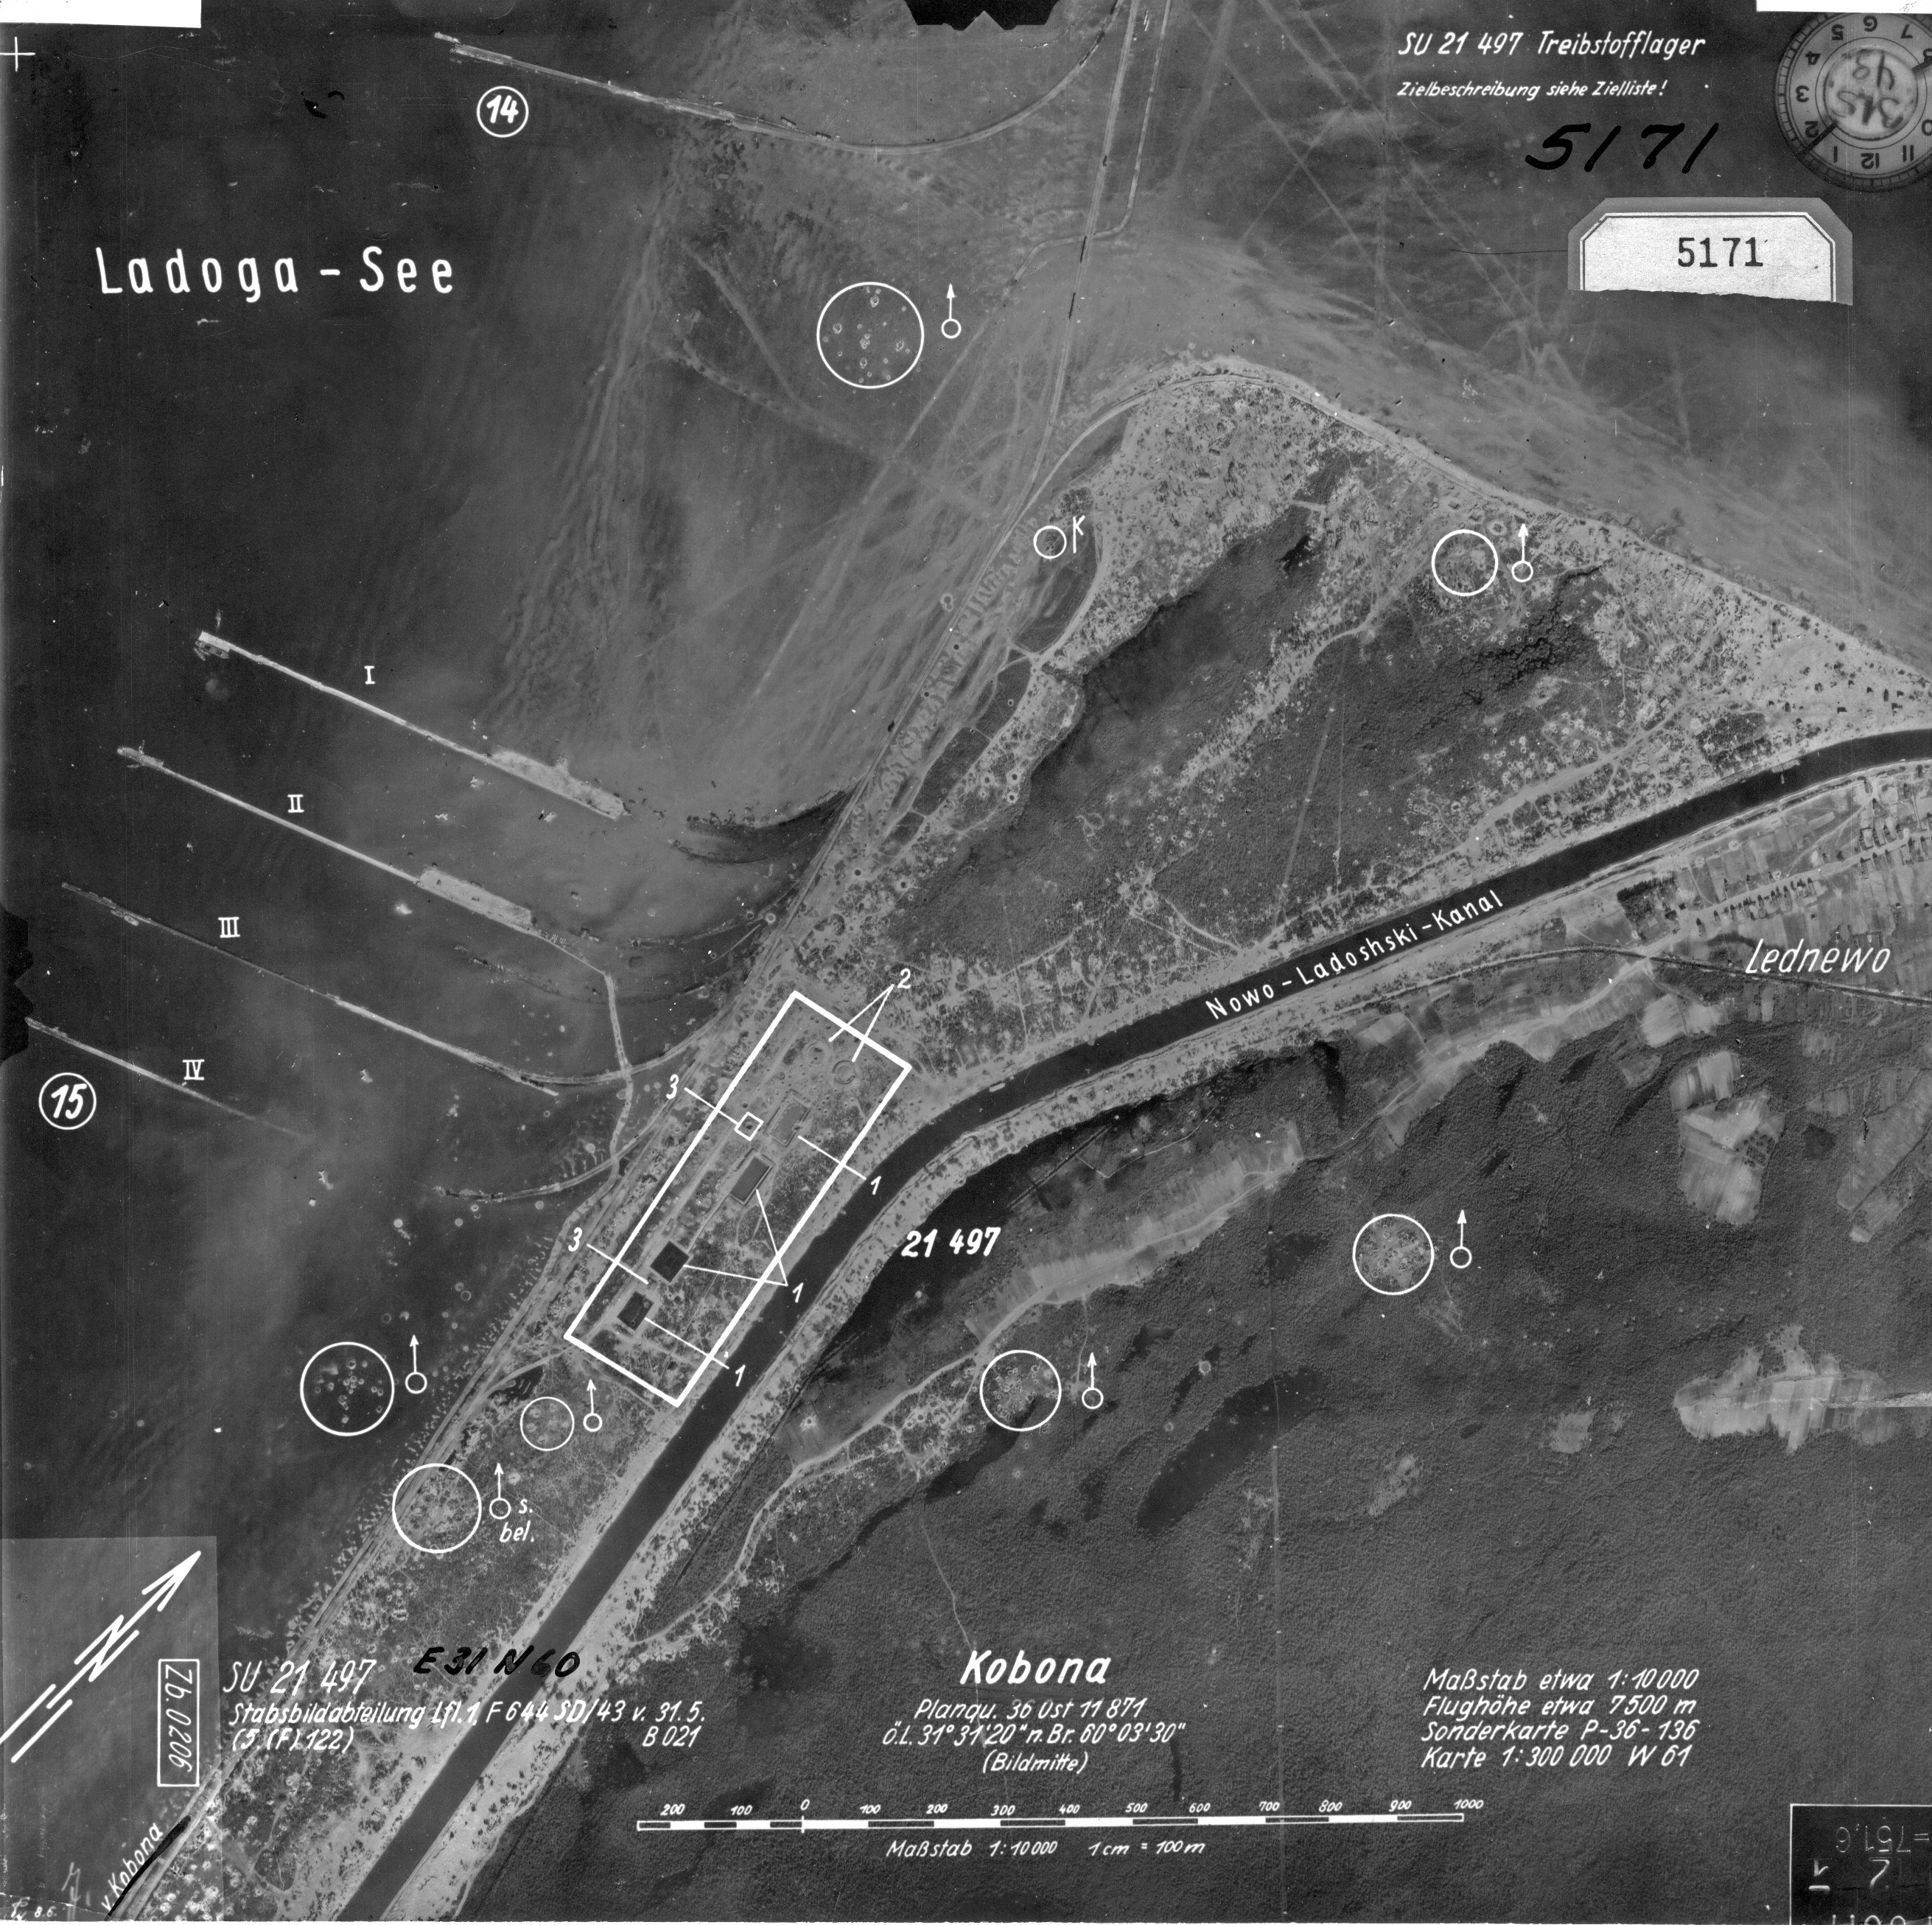 SU 21 497 Treibstofflager
Zielbeschreibung siehe Zielliste!
5171
5171
14
Ladoga-See
K
I
II
III
IV
15
Nowo-Ladoshski-Kanal
Lednewo
2
3
1
3
1
1
21 497
s.
bel.
SU 21 497
E31 N60
Stabsbildabteilung Lfl.1, F 644 SD/43 v. 31.5.
(5.(F).122)
B 021
Zb.0206
v Kobona
Kobona
Planqu. 36 Ost 11 871
Ö.L. 31° 31' 20" n. Br. 60° 03' 30"
(Bildmitte)
Maßstab etwa 1:10 000
Flughöhe etwa 7500 m
Sonderkarte P-36-136
Karte 1:300 000 W 61
200 100 0 100 200 300 400 500 600 700 800 900 1000
Maßstab 1:10 000 1 cm = 100 m
=751,6